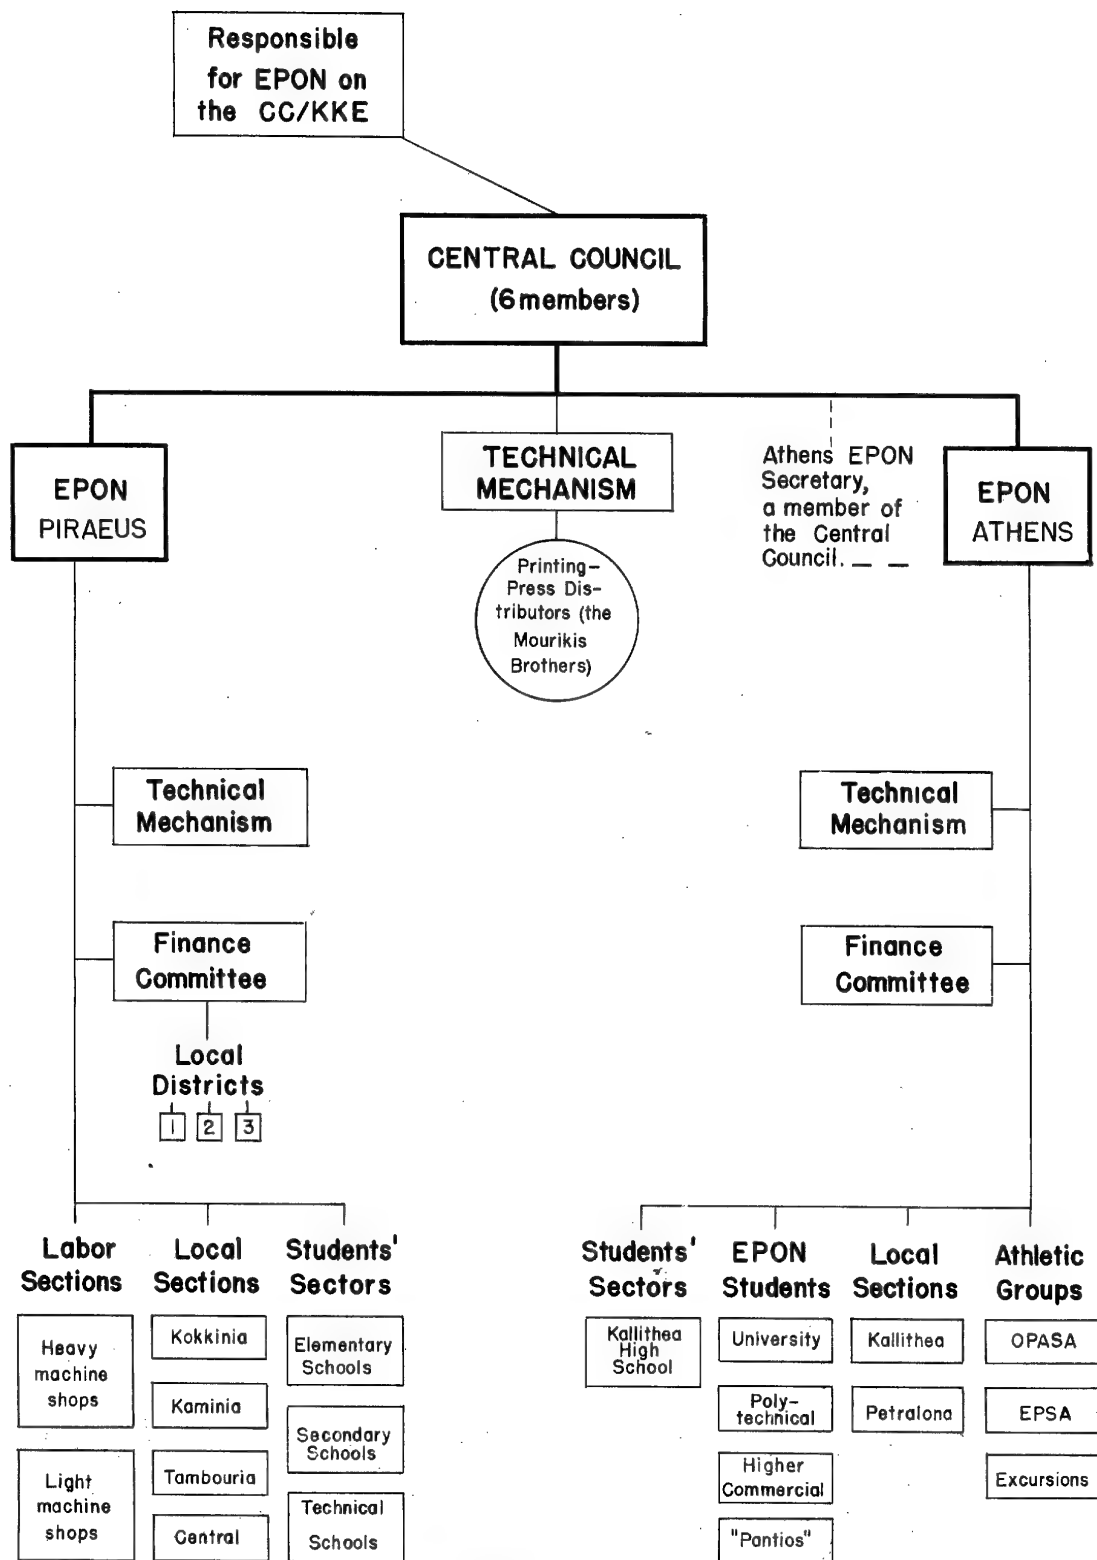 Responsible
for EPON on
the CC/KKE
CENTRAL COUNCIL
(6 members)
EPON
PIRAEUS
TECHNICAL
MECHANISM
Athens EPON
Secretary,
a member of
the Central
Council.
EPON
ATHENS
Printing-
Press Dis-
tributors (the
Mourikis
Brothers)
Technical
Mechanism
Technical
Mechanism
Finance
Committee
Finance
Committee
Local
Districts
1 2 3
Labor
Sections
Heavy
machine
shops
Light
machine
shops
Local
Sections
Kokkinia
Kaminia
Tambouria
Central
Students'
Sectors
Elementary
Schools
Secondary
Schools
Technical
Schools
Students'
Sectors
Kallithea
High
School
EPON
Students
University
Poly-
technical
Higher
Commercial
"Pantios"
Local
Sections
Kallithea
Petralona
Athletic
Groups
OPASA
EPSA
Excursions